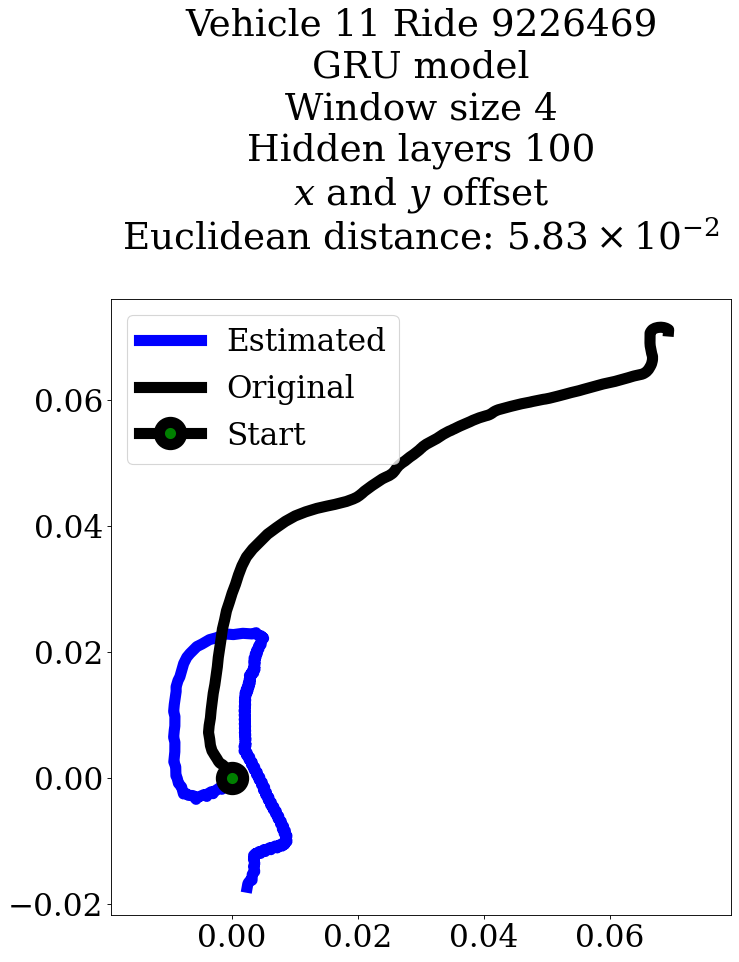 Vehicle 11 Ride 9226469
GRU model
Window size 4
Hidden layers 100
x and y offset
Euclidean distance: 5.83 × 10⁻²
Estimated
Original
Start
0.06
0.04
0.02
0.00
−0.02
0.00 0.02 0.04 0.06